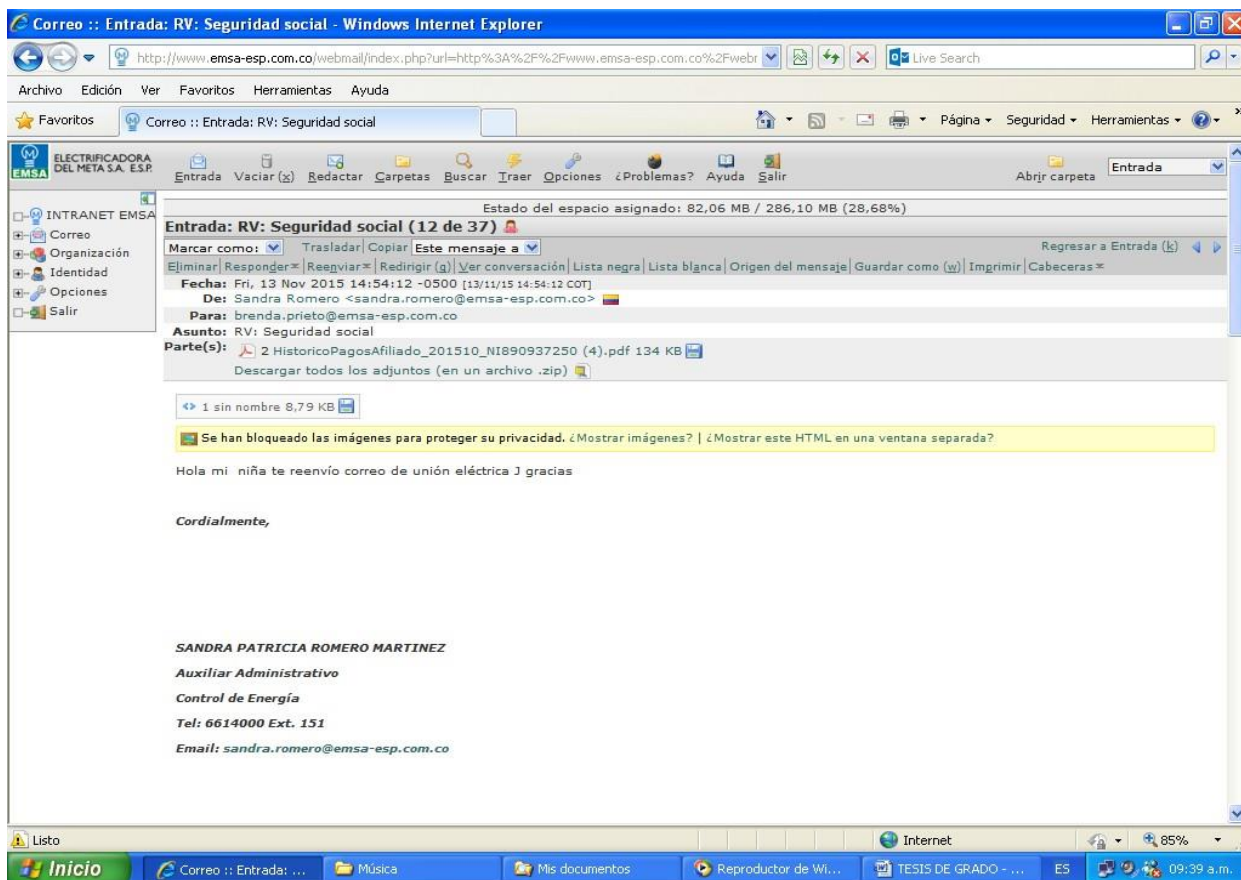 Correo :: Entrada: RV: Seguridad social - Windows Internet Explorer
http://www.emsa-esp.com.co/webmail/index.php?url=http%3A%2F%2Fwww.emsa-esp.com.co%2Fwebr
Live Search
Archivo Edición Ver Favoritos Herramientas Ayuda
Favoritos Correo :: Entrada: RV: Seguridad social Página Seguridad Herramientas
EMSA ELECTRIFICADORA DEL META S.A. E.S.P.
Entrada Vaciar (x) Redactar Carpetas Buscar Traer Opciones ¿Problemas? Ayuda Salir Abrir carpeta Entrada
INTRANET EMSA
Correo
Organización
Identidad
Opciones
Salir
Estado del espacio asignado: 82,06 MB / 286,10 MB (28,68%)
Entrada: RV: Seguridad social (12 de 37)
Marcar como: Trasladar| Copiar Este mensaje a Regresar a Entrada (k)
Eliminar| Responder| Reenviar| Redirigir (g)| Ver conversación| Lista negra| Lista blanca| Origen del mensaje| Guardar como (w)| Imprimir| Cabeceras
Fecha: Fri, 13 Nov 2015 14:54:12 -0500 [13/11/15 14:54:12 COT]
De: Sandra Romero <sandra.romero@emsa-esp.com.co>
Para: brenda.prieto@emsa-esp.com.co
Asunto: RV: Seguridad social
Parte(s): 2 HistoricoPagosAfiliado_201510_NI890937250 (4).pdf 134 KB
Descargar todos los adjuntos (en un archivo .zip)
1 sin nombre 8,79 KB
Se han bloqueado las imágenes para proteger su privacidad. ¿Mostrar imágenes? | ¿Mostrar este HTML en una ventana separada?
Hola mi niña te reenvío correo de unión eléctrica J gracias
Cordialmente,
SANDRA PATRICIA ROMERO MARTINEZ
Auxiliar Administrativo
Control de Energía
Tel: 6614000 Ext. 151
Email: sandra.romero@emsa-esp.com.co
Listo Internet 85%
Inicio Correo :: Entrada: ... Música Mis documentos Reproductor de Wi... TESIS DE GRADO - ... ES 09:39 a.m.